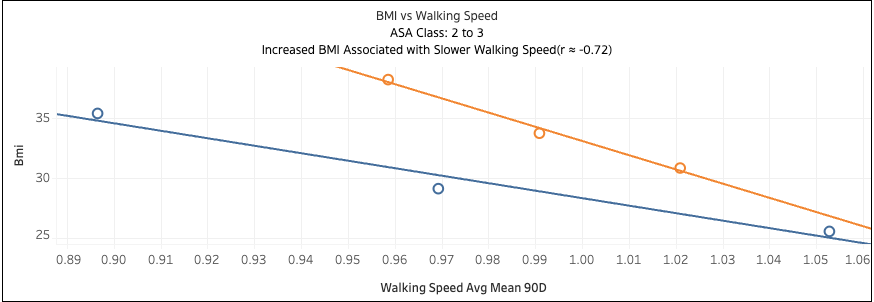 BMI vs Walking Speed
ASA Class: 2 to 3
Increased BMI Associated with Slower Walking Speed(r ≈ -0.72)
35
Bmi
30
25
0.89 0.90 0.91 0.92 0.93 0.94 0.95 0.96 0.97 0.98 0.99 1.00 1.01 1.02 1.03 1.04 1.05 1.06
Walking Speed Avg Mean 90D